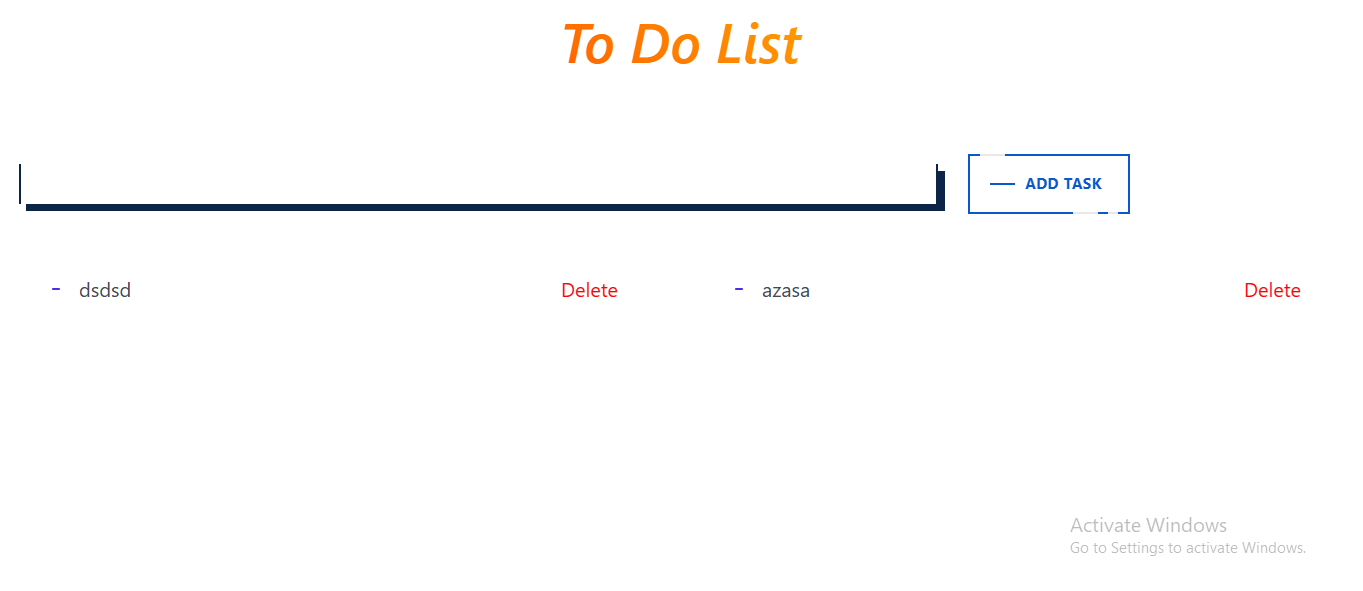 To Do List
ADD TASK
- dsdsd Delete - azasa Delete
Activate Windows
Go to Settings to activate Windows.